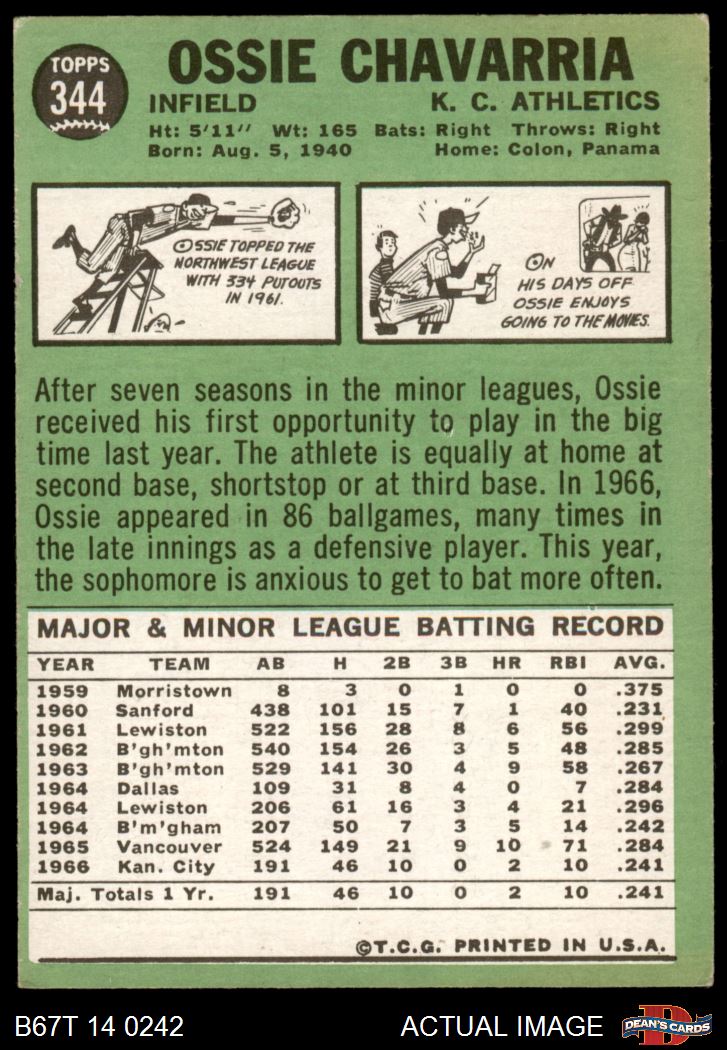 TOPPS
344
OSSIE CHAVARRIA
INFIELD K. C. ATHLETICS
Ht: 5'11" Wt: 165 Bats: Right Throws: Right
Born: Aug. 5, 1940 Home: Colon, Panama
OSSIE TOPPED THE
NORTHWEST LEAGUE
WITH 334 PUTOUTS
IN 1961.
ON
HIS DAYS OFF
OSSIE ENJOYS
GOING TO THE MOVIES.
After seven seasons in the minor leagues, Ossie
received his first opportunity to play in the big
time last year. The athlete is equally at home at
second base, shortstop or at third base. In 1966,
Ossie appeared in 86 ballgames, many times in
the late innings as a defensive player. This year,
the sophomore is anxious to get to bat more often.
MAJOR & MINOR LEAGUE BATTING RECORD
YEAR TEAM AB H 2B 3B HR RBI AVG.
1959 Morristown 8 3 0 1 0 0 .375
1960 Sanford 438 101 15 7 1 40 .231
1961 Lewiston 522 156 28 8 6 56 .299
1962 B'gh'mton 540 154 26 3 5 48 .285
1963 B'gh'mton 529 141 30 4 9 58 .267
1964 Dallas 109 31 8 4 0 7 .284
1964 Lewiston 206 61 16 3 4 21 .296
1964 B'm'gham 207 50 7 3 5 14 .242
1965 Vancouver 524 149 21 9 10 71 .284
1966 Kan. City 191 46 10 0 2 10 .241
Maj. Totals 1 Yr. 191 46 10 0 2 10 .241
©T.C.G. PRINTED IN U.S.A.
B67T 14 0242 ACTUAL IMAGE
D
DEAN'S CARDS